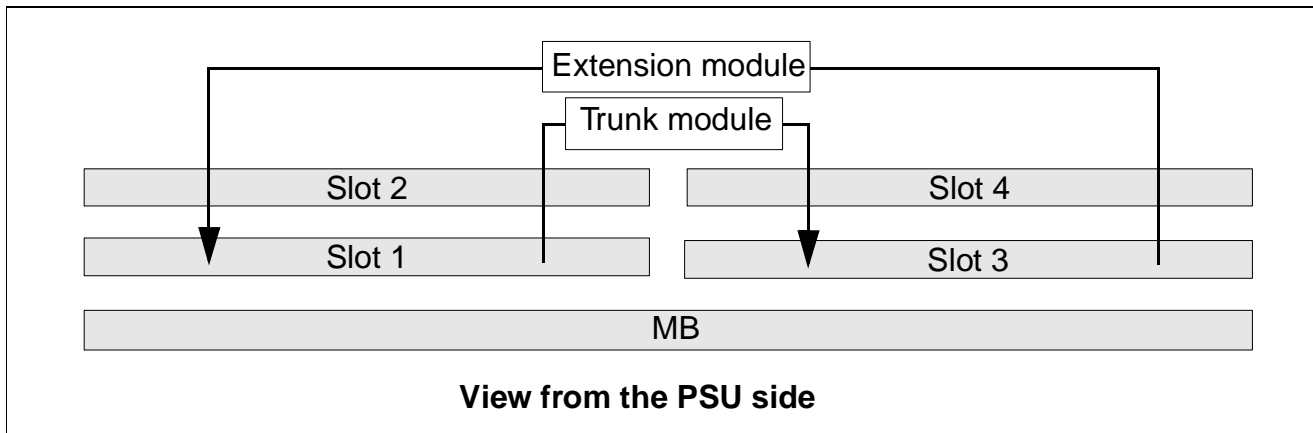 Extension module
Trunk module
Slot 2
Slot 4
Slot 1
Slot 3
MB
View from the PSU side